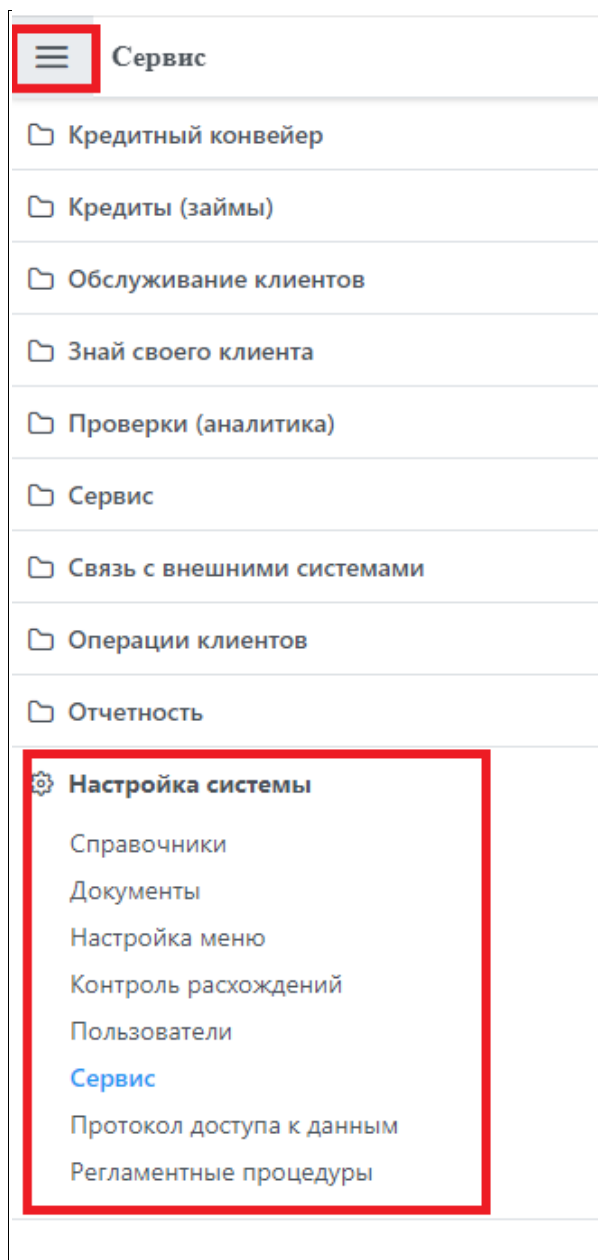 Сервис
Кредитный конвейер
Кредиты (займы)
Обслуживание клиентов
Знай своего клиента
Проверки (аналитика)
Сервис
Связь с внешними системами
Операции клиентов
Отчетность
Настройка системы
Справочники
Документы
Настройка меню
Контроль расхождений
Пользователи
Сервис
Протокол доступа к данным
Регламентные процедуры